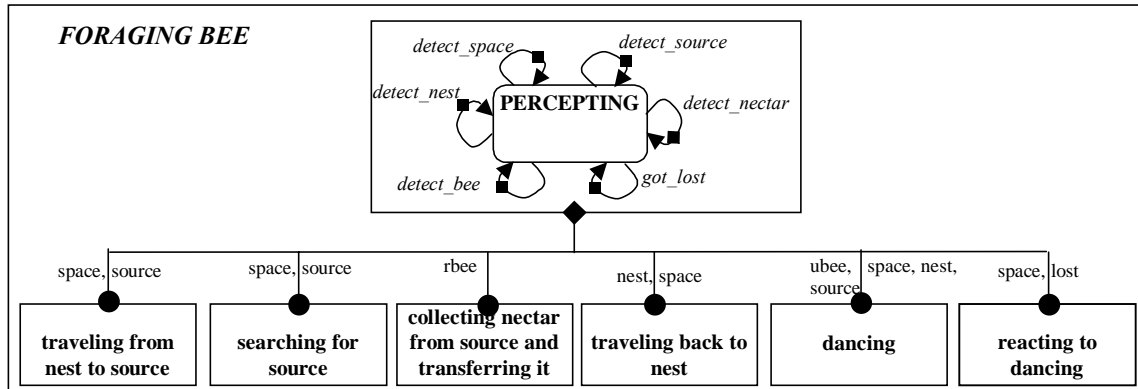 FORAGING BEE
detect_space
detect_source
detect_nest
PERCEPTING
detect_nectar
detect_bee
got_lost
space, source
space, source
rbee
nest, space
ubee,
source
space, nest,
space, lost
traveling from
nest to source
searching for
source
collecting nectar
from source and
transferring it
traveling back to
nest
dancing
reacting to
dancing